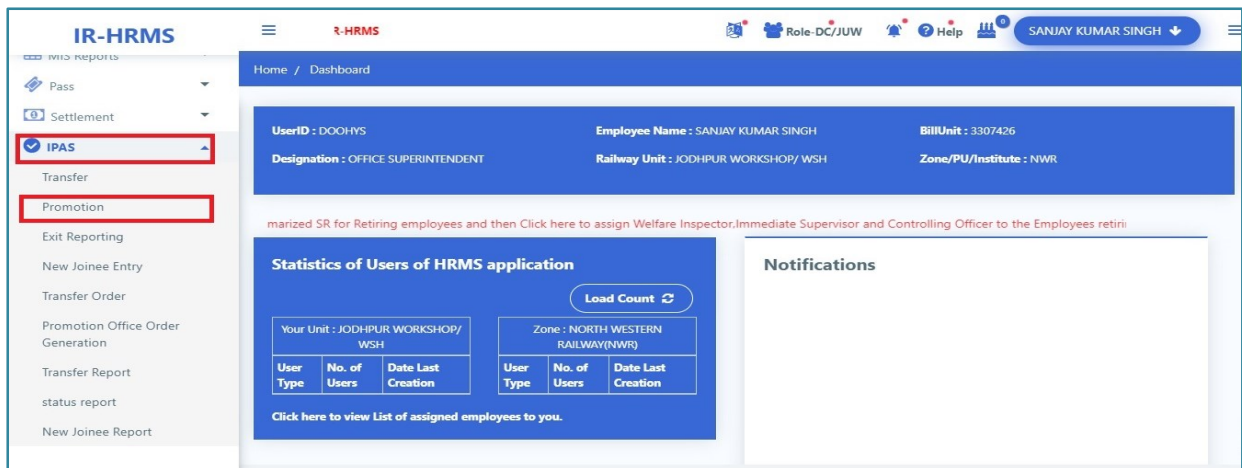 IR-HRMS
MIS Reports
Pass
Settlement
IPAS
Transfer
Promotion
Exit Reporting
New Joinee Entry
Transfer Order
Promotion Office Order
Generation
Transfer Report
status report
New Joinee Report
R-HRMS
Role-DC/JUW
Help
0
SANJAY KUMAR SINGH
Home / Dashboard
UserID : DOOHYS
Employee Name : SANJAY KUMAR SINGH
BillUnit : 3307426
Designation : OFFICE SUPERINTENDENT
Railway Unit : JODHPUR WORKSHOP/ WSH
Zone/PU/Institute : NWR
marized SR for Retiring employees and then Click here to assign Welfare Inspector.Immediate Supervisor and Controlling Officer to the Employees retiri
Statistics of Users of HRMS application
Load Count
Your Unit : JODHPUR WORKSHOP/
WSH
User Type
No. of Users
Date Last Creation
Zone : NORTH WESTERN
RAILWAY(NWR)
User Type
No. of Users
Date Last Creation
Click here to view List of assigned employees to you.
Notifications